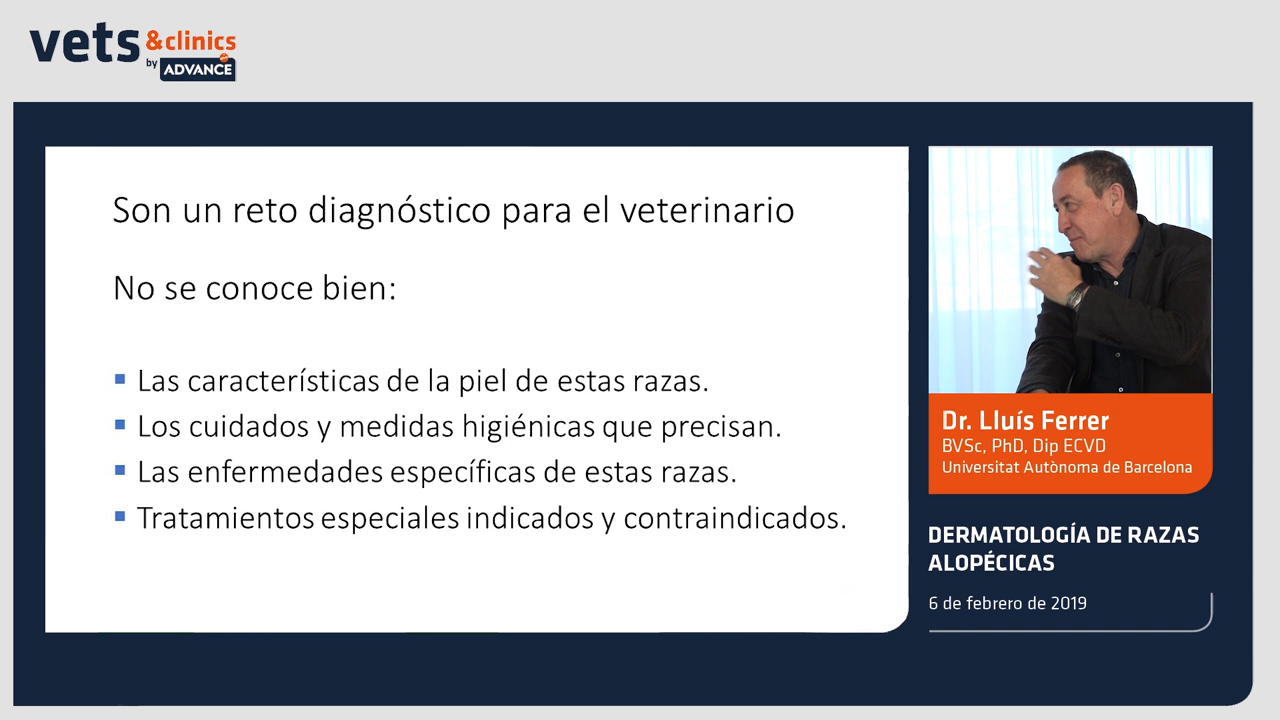 vets &clinics
by ADVANCE
Son un reto diagnóstico para el veterinario
No se conoce bien:
▪ Las características de la piel de estas razas.
▪ Los cuidados y medidas higiénicas que precisan.
▪ Las enfermedades específicas de estas razas.
▪ Tratamientos especiales indicados y contraindicados.
Dr. Lluís Ferrer
BVSc, PhD, Dip ECVD
Universitat Autònoma de Barcelona
DERMATOLOGÍA DE RAZAS
ALOPÉCICAS
6 de febrero de 2019